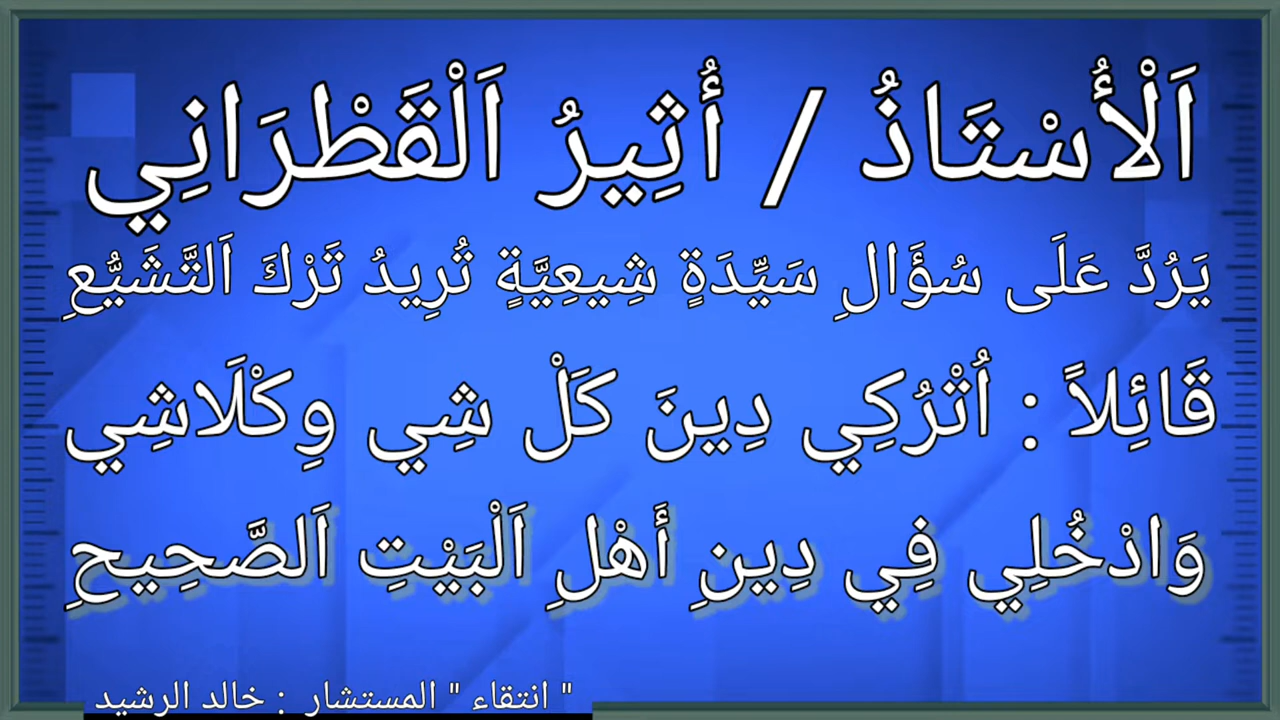 اَلْأُسْتَاذُ / أُثِيرُ اَلْقَطْرَانِي
يَرُدَّ عَلَى سُؤَالِ سَيِّدَةٍ شِيعِيَّةٍ تُرِيدُ تَرْكَ اَلتَّشَيُّعِ
قَائِلاً : اُتْرُكِي دِينَ كَلْ شِي وِكْلَاشِي
وَادْخُلِي فِي دِينِ أَهْلِ اَلْبَيْتِ اَلصَّحِيحِ
" انتقاء " المستشار : خالد الرشيد